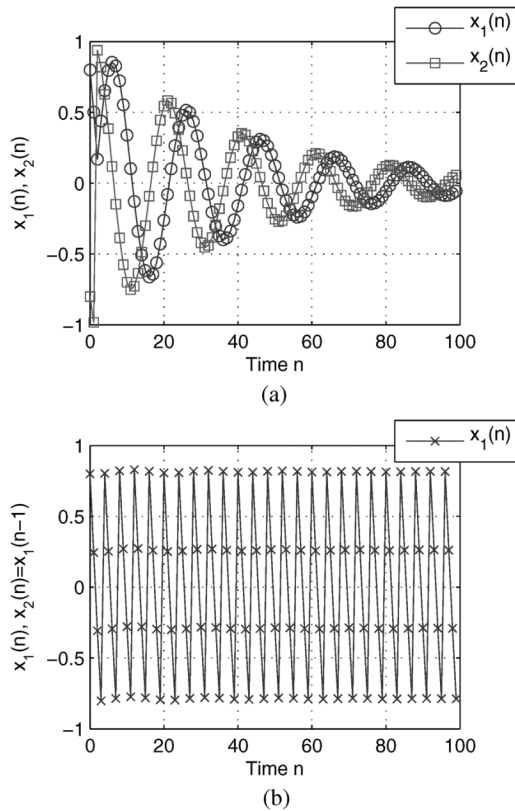 x₁(n)
x₂(n)
x₁(n), x₂(n)
1
0.5
0
−0.5
−1
0 20 40 60 80 100
Time n
(a)
x₁(n)
x₁(n), x₂(n)=x₁(n−1)
1
0.5
0
−0.5
−1
0 20 40 60 80 100
Time n
(b)